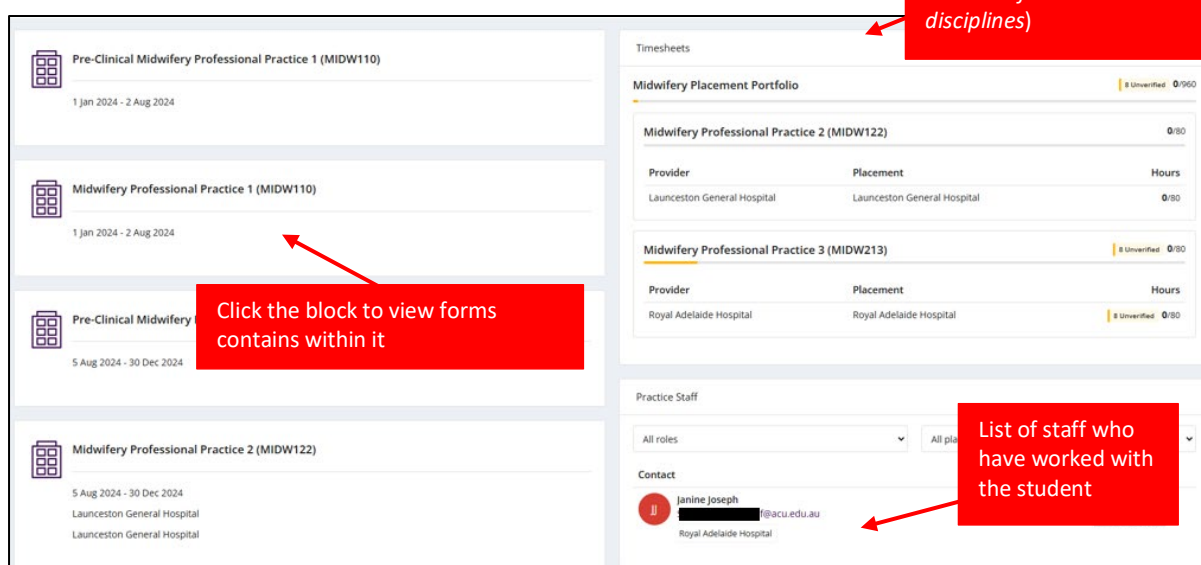 disciplines)
Pre-Clinical Midwifery Professional Practice 1 (MIDW110)
1 Jan 2024 - 2 Aug 2024
Midwifery Professional Practice 1 (MIDW110)
1 Jan 2024 - 2 Aug 2024
Click the block to view forms
contains within it
Pre-Clinical Midwifery
5 Aug 2024 - 30 Dec 2024
Midwifery Professional Practice 2 (MIDW122)
5 Aug 2024 - 30 Dec 2024
Launceston General Hospital
Launceston General Hospital
Timesheets
Midwifery Placement Portfolio 8 Unverified 0/960
Midwifery Professional Practice 2 (MIDW122) 0/80
Provider Placement Hours
Launceston General Hospital Launceston General Hospital 0/80
Midwifery Professional Practice 3 (MIDW213) 8 Unverified 0/80
Provider Placement Hours
Royal Adelaide Hospital Royal Adelaide Hospital 8 Unverified 0/80
Practice Staff
All roles All
Contact
JJ Janine Joseph
f@acu.edu.au
Royal Adelaide Hospital
List of staff who
have worked with
the student